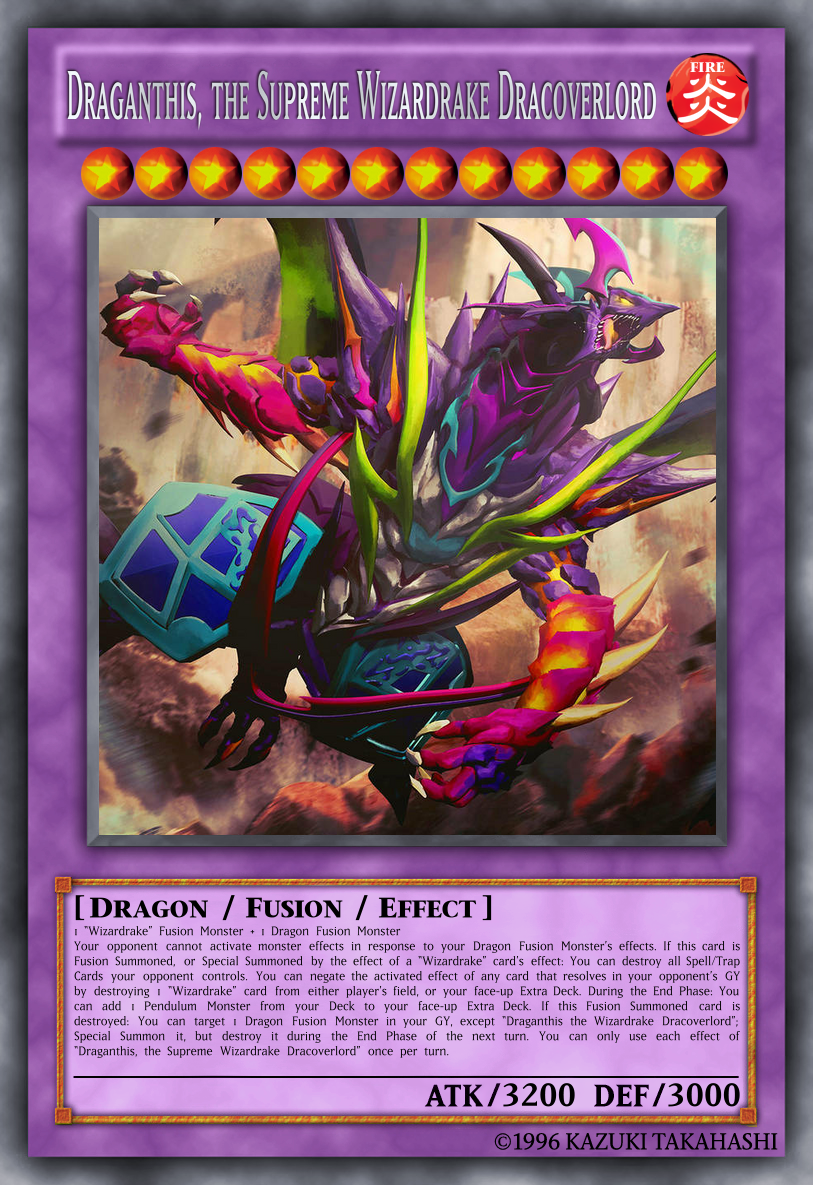 Draganthis, the Supreme Wizardrake Dracoverlord
FIRE
炎
[ Dragon / Fusion / Effect ]
1 "Wizardrake" Fusion Monster + 1 Dragon Fusion Monster
Your opponent cannot activate monster effects in response to your Dragon Fusion Monster's effects. If this card is
Fusion Summoned, or Special Summoned by the effect of a "Wizardrake" card's effect: You can destroy all Spell/Trap
Cards your opponent controls. You can negate the activated effect of any card that resolves in your opponent's GY
by destroying 1 "Wizardrake" card from either player's field, or your face-up Extra Deck. During the End Phase: You
can add 1 Pendulum Monster from your Deck to your face-up Extra Deck. If this Fusion Summoned card is
destroyed: You can target 1 Dragon Fusion Monster in your GY, except "Draganthis the Wizardrake Dracoverlord";
Special Summon it, but destroy it during the End Phase of the next turn. You can only use each effect of
"Draganthis, the Supreme Wizardrake Dracoverlord" once per turn.
ATK/3200 DEF/3000
©1996 KAZUKI TAKAHASHI